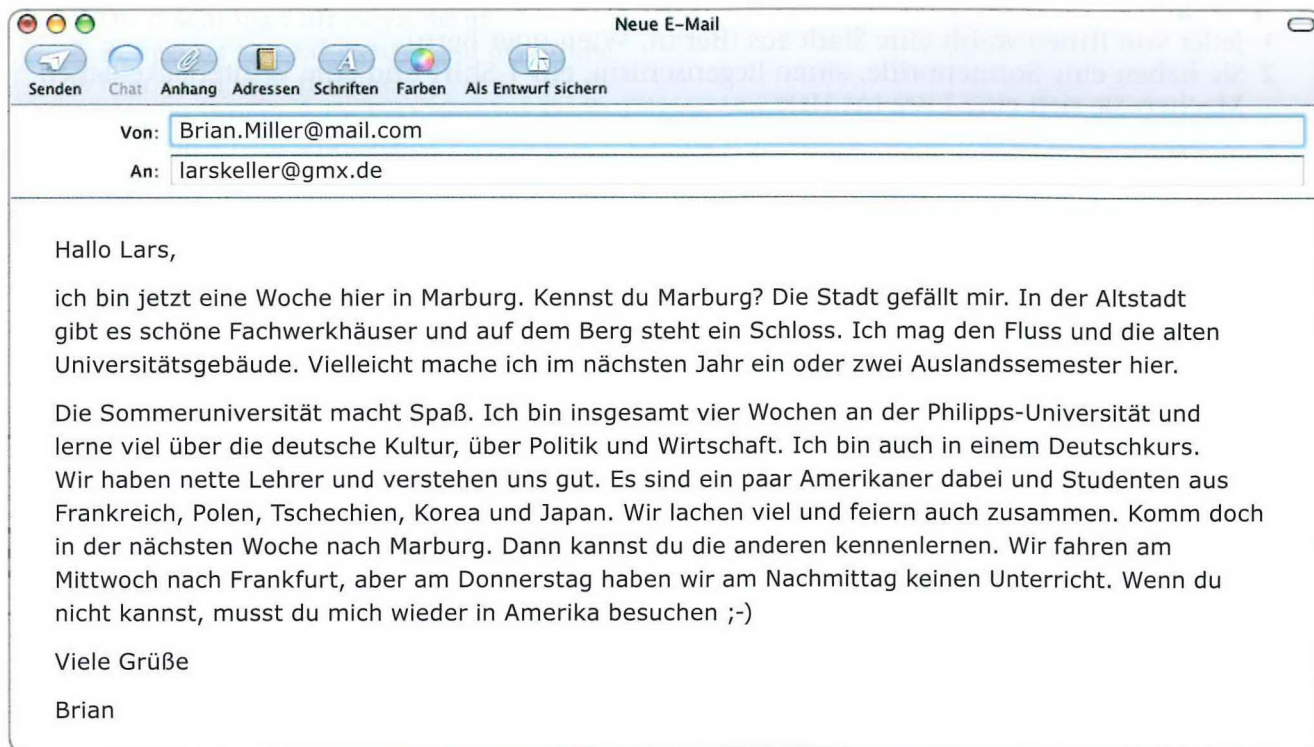 Neue E-Mail
Senden Chat Anhang Adressen Schriften Farben Als Entwurf sichern
Von: Brian.Miller@mail.com
An: larskeller@gmx.de
Hallo Lars,
ich bin jetzt eine Woche hier in Marburg. Kennst du Marburg? Die Stadt gefällt mir. In der Altstadt
gibt es schöne Fachwerkhäuser und auf dem Berg steht ein Schloss. Ich mag den Fluss und die alten
Universitätsgebäude. Vielleicht mache ich im nächsten Jahr ein oder zwei Auslandssemester hier.
Die Sommeruniversität macht Spaß. Ich bin insgesamt vier Wochen an der Philipps-Universität und
lerne viel über die deutsche Kultur, über Politik und Wirtschaft. Ich bin auch in einem Deutschkurs.
Wir haben nette Lehrer und verstehen uns gut. Es sind ein paar Amerikaner dabei und Studenten aus
Frankreich, Polen, Tschechien, Korea und Japan. Wir lachen viel und feiern auch zusammen. Komm doch
in der nächsten Woche nach Marburg. Dann kannst du die anderen kennenlernen. Wir fahren am
Mittwoch nach Frankfurt, aber am Donnerstag haben wir am Nachmittag keinen Unterricht. Wenn du
nicht kannst, musst du mich wieder in Amerika besuchen ;-)
Viele Grüße
Brian